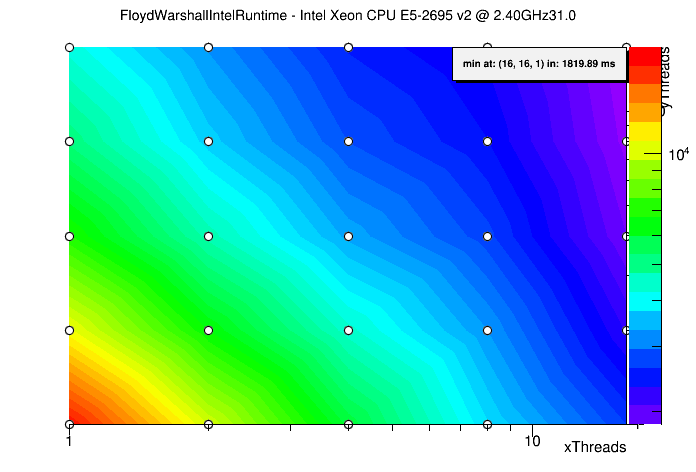 FloydWarshallIntelRuntime - Intel Xeon CPU E5-2695 v2 @ 2.40GHz31.0
min at: (16, 16, 1) in: 1819.89 ms
yThreads
10⁴
1
10
xThreads